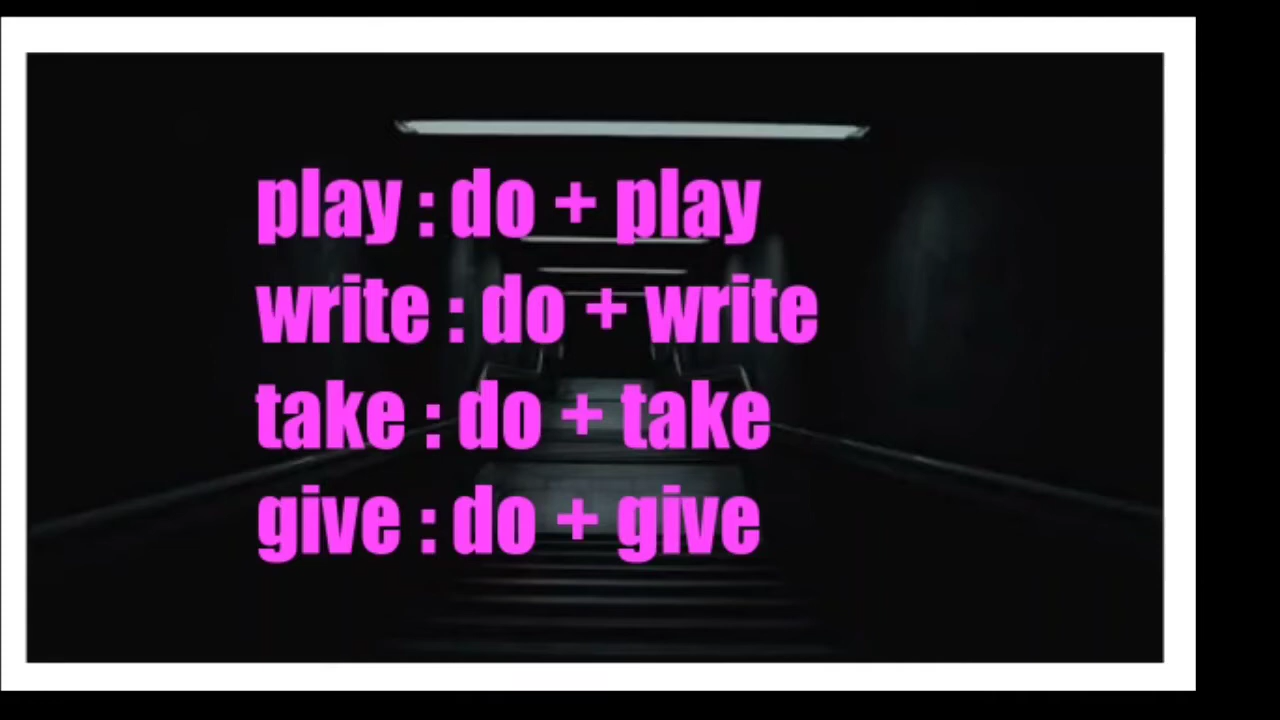 play : do + play
write : do + write
take : do + take
give : do + give